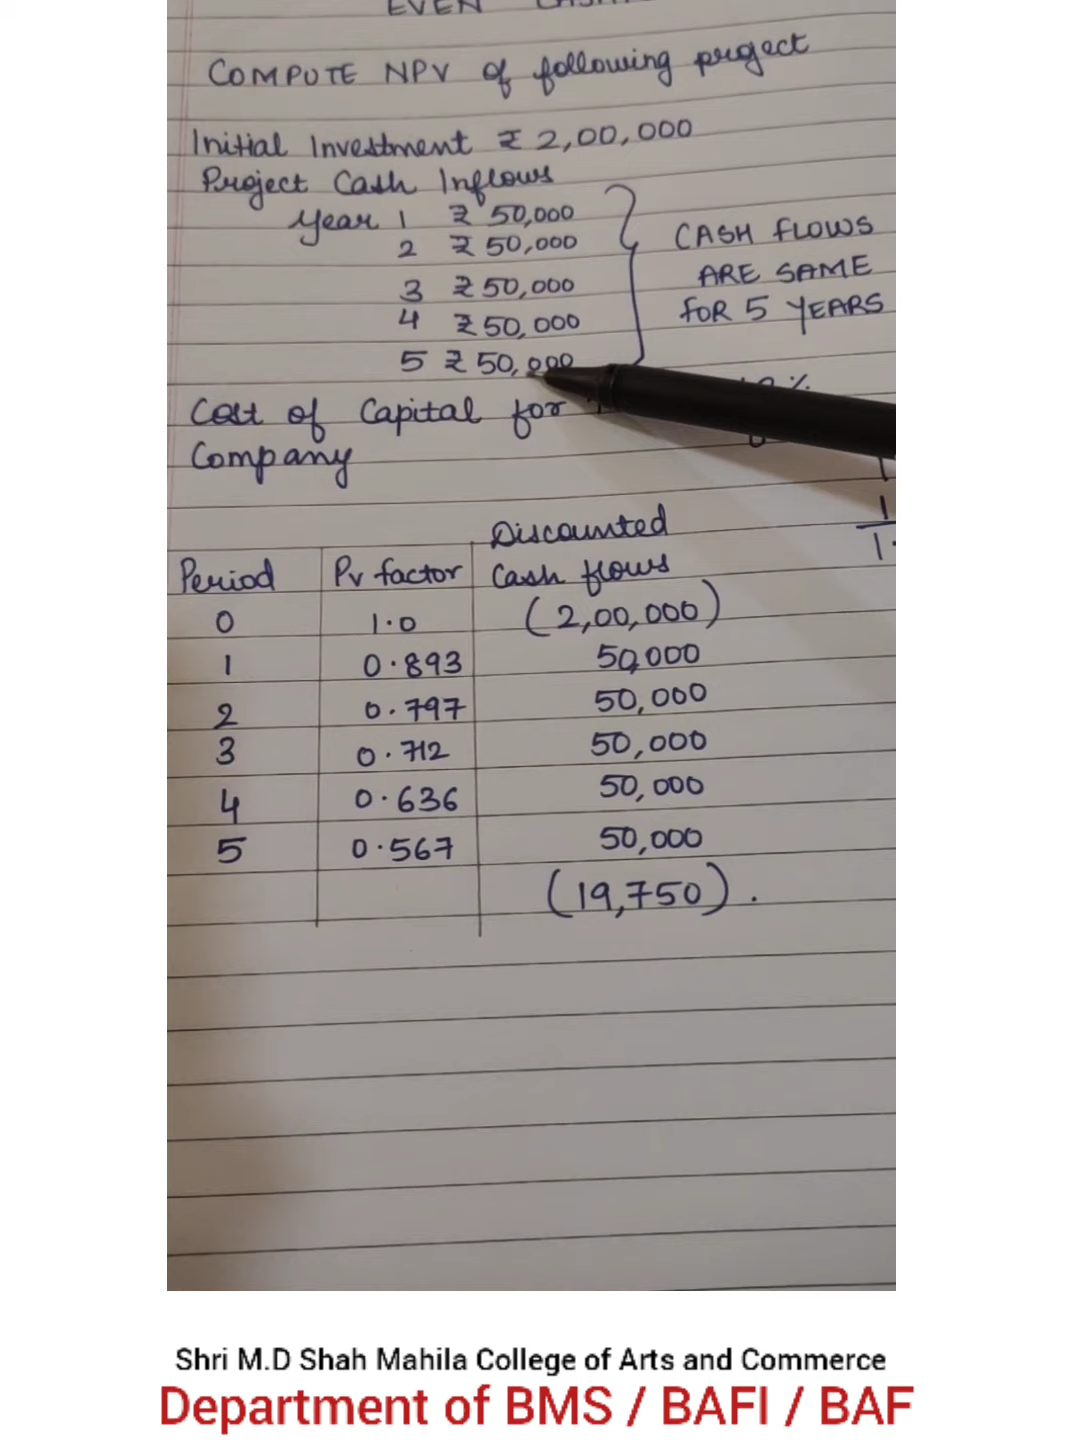 EVEN
COMPUTE NPV of following project
Initial Investment ₹ 2,00,000
Project Cash Inflows
Year 1 ₹ 50,000
2 ₹ 50,000
3 ₹ 50,000
4 ₹ 50,000
5 ₹ 50,000
CASH FLOWS
ARE SAME
FOR 5 YEARS
Cost of Capital for
Company
Period Pv factor Discounted Cash flows
0 1.0 (2,00,000)
1 0.893 50,000
2 0.797 50,000
3 0.712 50,000
4 0.636 50,000
5 0.567 50,000
(19,750).
Shri M.D Shah Mahila College of Arts and Commerce
Department of BMS / BAFI / BAF